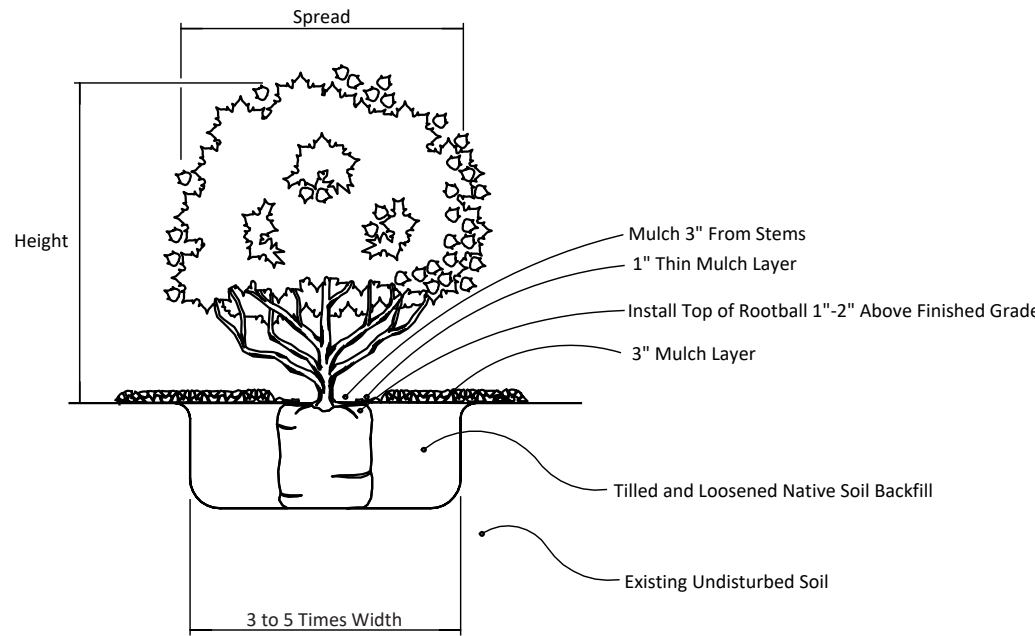 Spread
Height
Mulch 3" From Stems
1" Thin Mulch Layer
Install Top of Rootball 1"-2" Above Finished Grade
3" Mulch Layer
Tilled and Loosened Native Soil Backfill
Existing Undisturbed Soil
3 to 5 Times Width